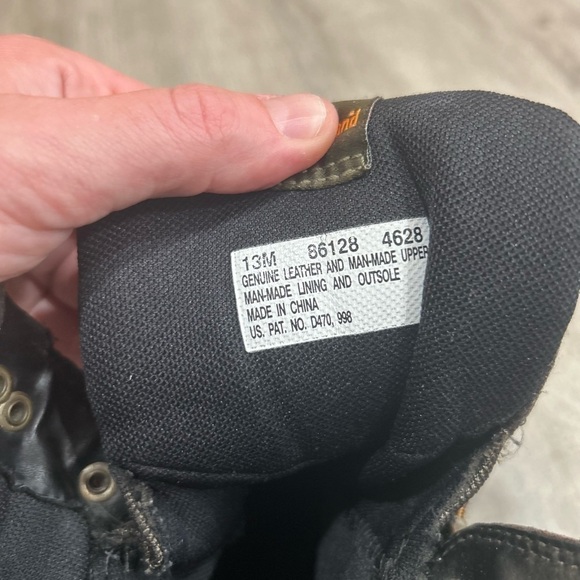 13M 86128 4628
GENUINE LEATHER AND MAN-MADE UPPER
MAN-MADE LINING AND OUTSOLE
MADE IN CHINA
US. PAT. NO. D470, 998